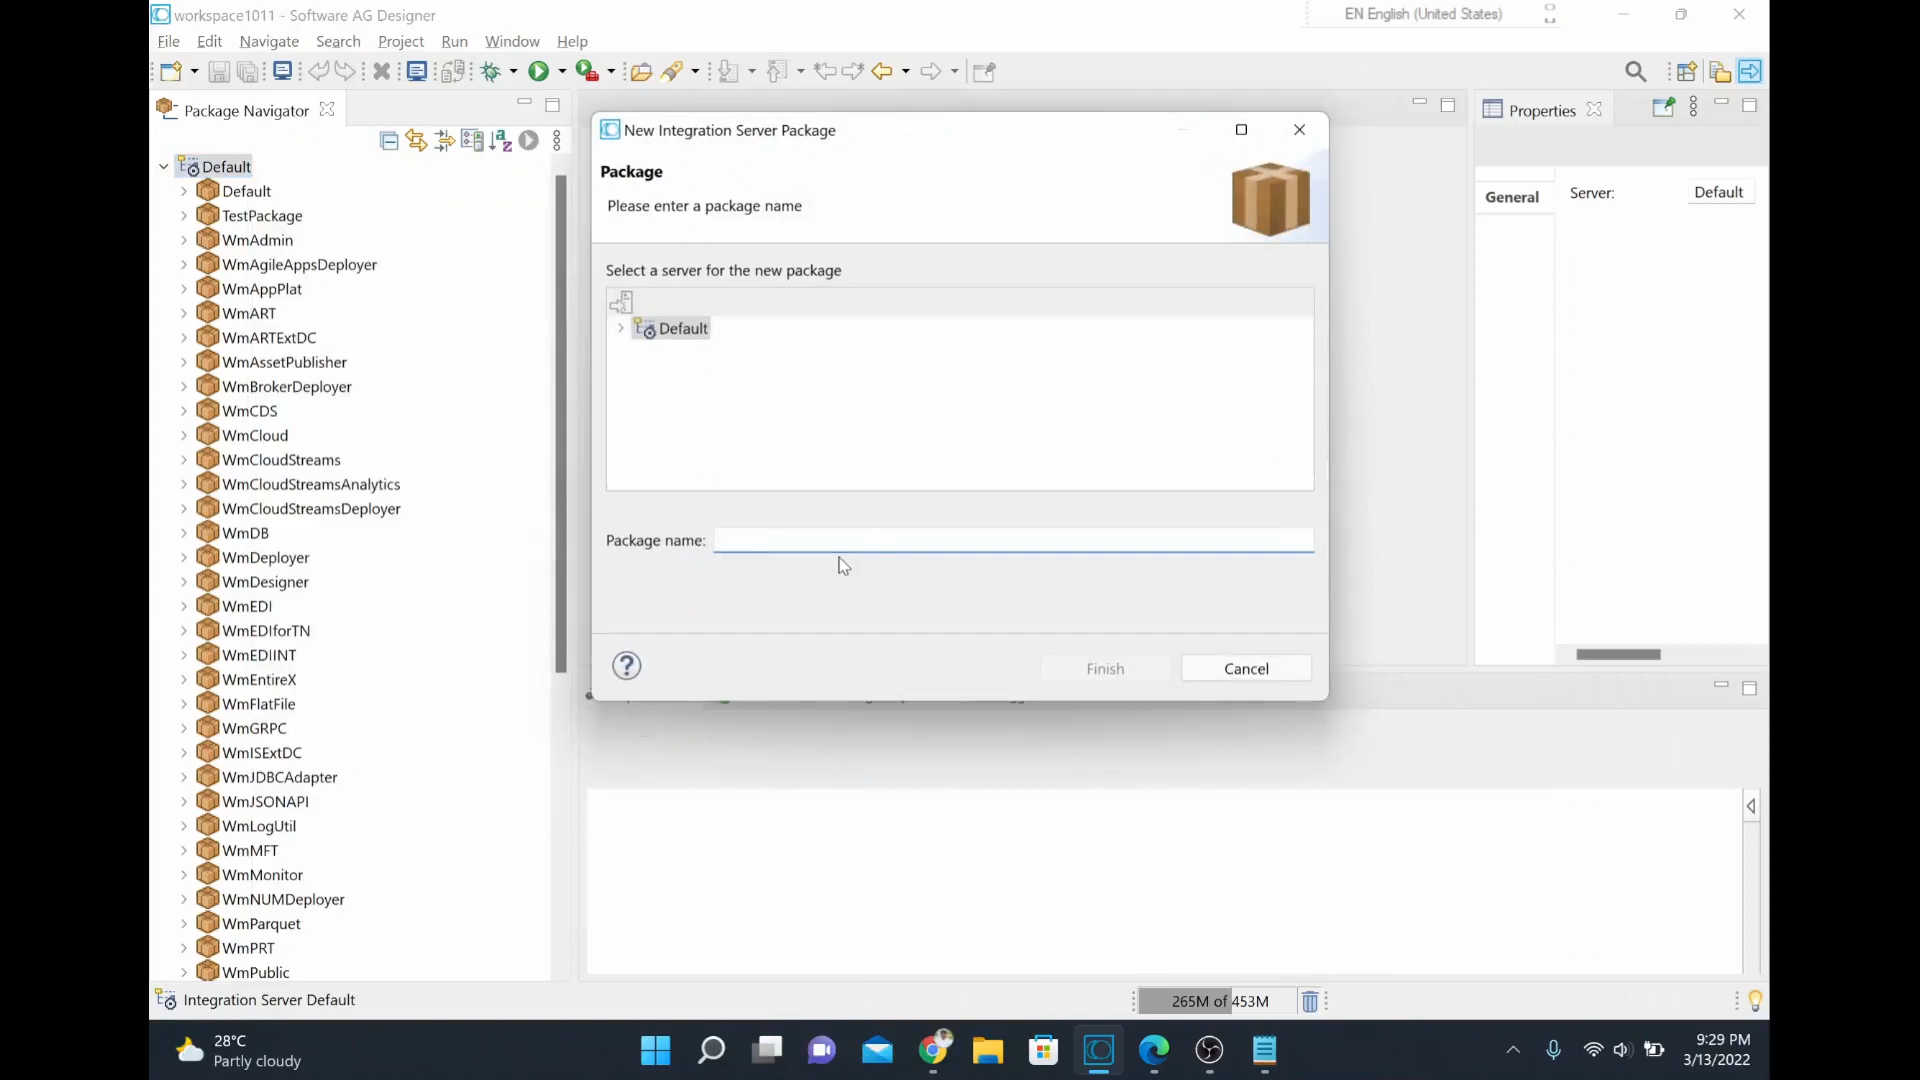 workspace1011 - Software AG Designer
EN English (United States)
File Edit Navigate Search Project Run Window Help
Package Navigator
Default
Default
TestPackage
WmAdmin
WmAgileAppsDeployer
WmAppPlat
WmART
WmARTExtDC
WmAssetPublisher
WmBrokerDeployer
WmCDS
WmCloud
WmCloudStreams
WmCloudStreamsAnalytics
WmCloudStreamsDeployer
WmDB
WmDeployer
WmDesigner
WmEDI
WmEDIforTN
WmEDIINT
WmEntireX
WmFlatFile
WmGRPC
WmISExtDC
WmJDBCAdapter
WmJSONAPI
WmLogUtil
WmMFT
WmMonitor
WmNUMDeployer
WmParquet
WmPRT
WmPublic
New Integration Server Package
Package
Please enter a package name
Select a server for the new package
Default
Package name:
Finish Cancel
Properties
General
Server: Default
Integration Server Default
265M of 453M
28°C
Partly cloudy
9:29 PM
3/13/2022